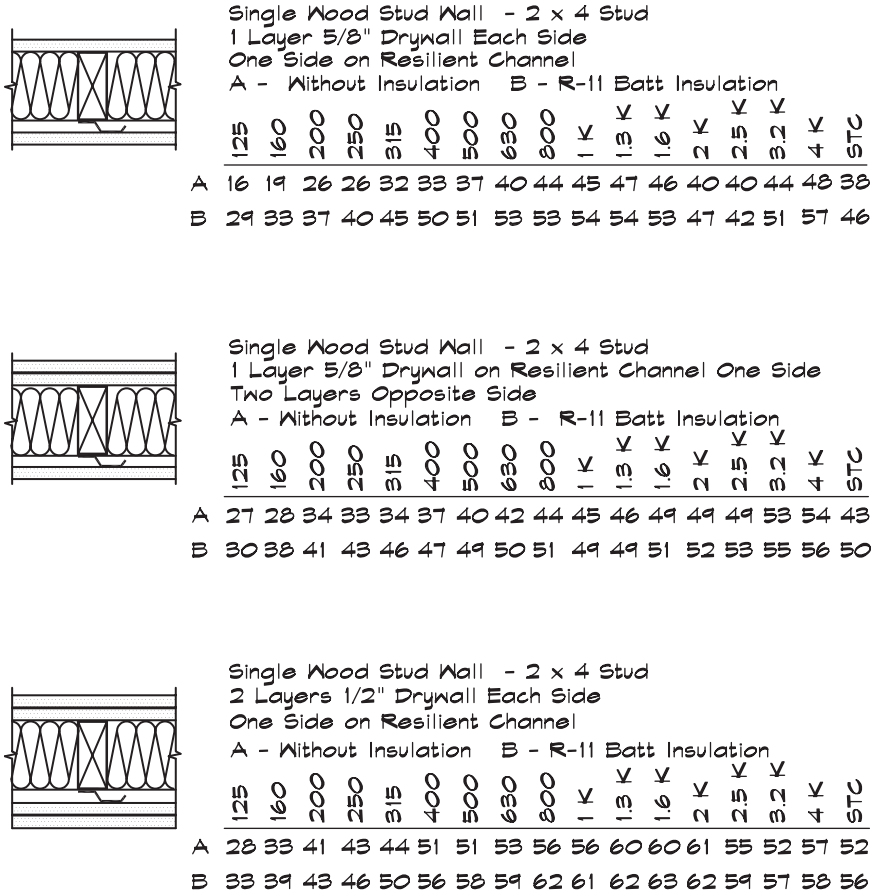 Single Wood Stud Wall - 2 x 4 Stud
1 Layer 5/8" Drywall Each Side
One Side on Resilient Channel
A - Without Insulation B - R-11 Batt Insulation
125 160 200 250 315 400 500 630 800 1 K 1.3 K 1.6 K 2 K 2.5 K 3.2 K 4 K STC
A 16 19 26 26 32 33 37 40 44 45 47 46 40 40 44 48 38
B 29 33 37 40 45 50 51 53 53 54 54 53 47 42 51 57 46
Single Wood Stud Wall - 2 x 4 Stud
1 Layer 5/8" Drywall on Resilient Channel One Side
Two Layers Opposite Side
A - Without Insulation B - R-11 Batt Insulation
125 160 200 250 315 400 500 630 800 1 K 1.3 K 1.6 K 2 K 2.5 K 3.2 K 4 K STC
A 27 28 34 33 34 37 40 42 44 45 46 49 49 49 53 54 43
B 30 38 41 43 46 47 49 50 51 49 49 51 52 53 55 56 50
Single Wood Stud Wall - 2 x 4 Stud
2 Layers 1/2" Drywall Each Side
One Side on Resilient Channel
A - Without Insulation B - R-11 Batt Insulation
125 160 200 250 315 400 500 630 800 1 K 1.3 K 1.6 K 2 K 2.5 K 3.2 K 4 K STC
A 28 33 41 43 44 51 51 53 56 56 60 60 61 55 52 57 52
B 33 39 43 46 50 56 58 59 62 61 62 63 62 59 57 58 56